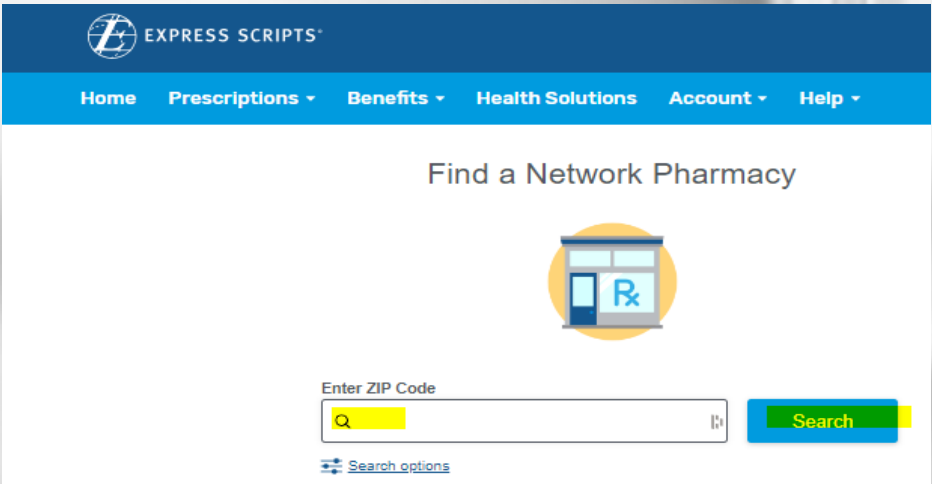 EXPRESS SCRIPTS
Home Prescriptions Benefits Health Solutions Account Help
Find a Network Pharmacy
Rx
Enter ZIP Code
Search
Search options